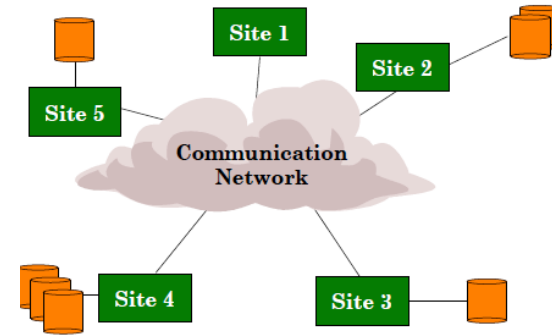 Site 1
Site 2
Site 5
Communication
Network
Site 4
Site 3